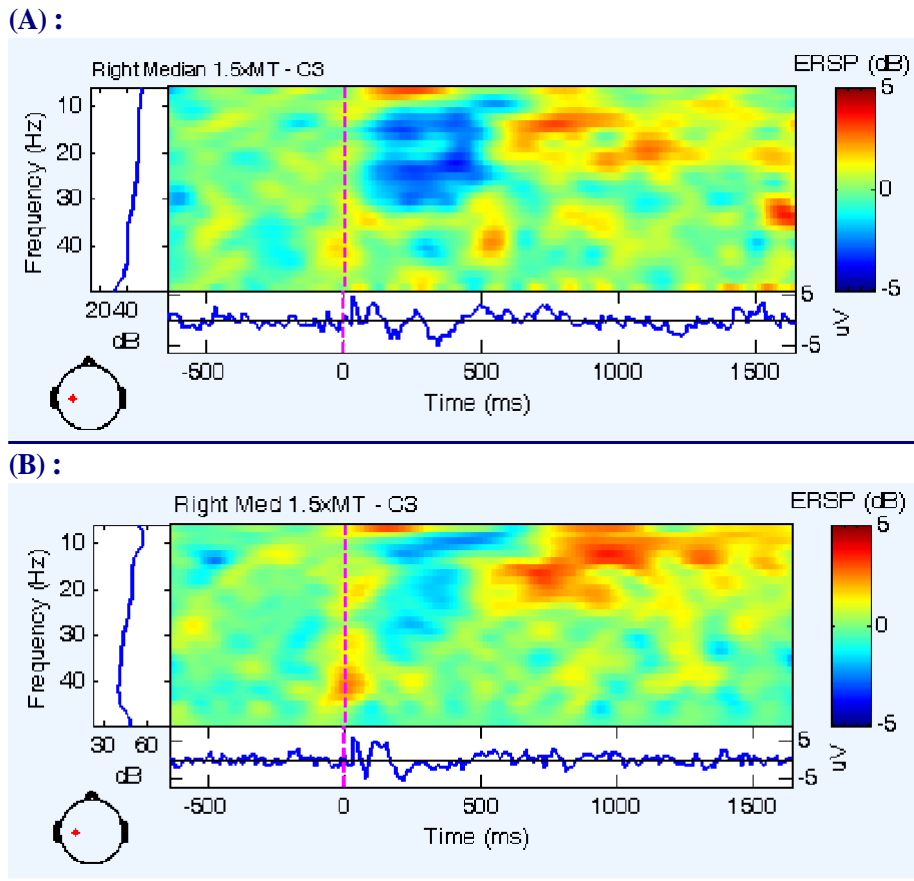 (A) :
Right Median 1.5xMT - C3
ERSP (dB)
10
20
30
40
Frequency (Hz)
5
0
-5
2040
dB
5
-5
uV
-500
0
500
1000
1500
Time (ms)
(B) :
Right Med 1.5xMT - C3
ERSP (dB)
10
20
30
40
Frequency (Hz)
5
0
-5
30 60
dB
5
-5
uV
-500
0
500
1000
1500
Time (ms)